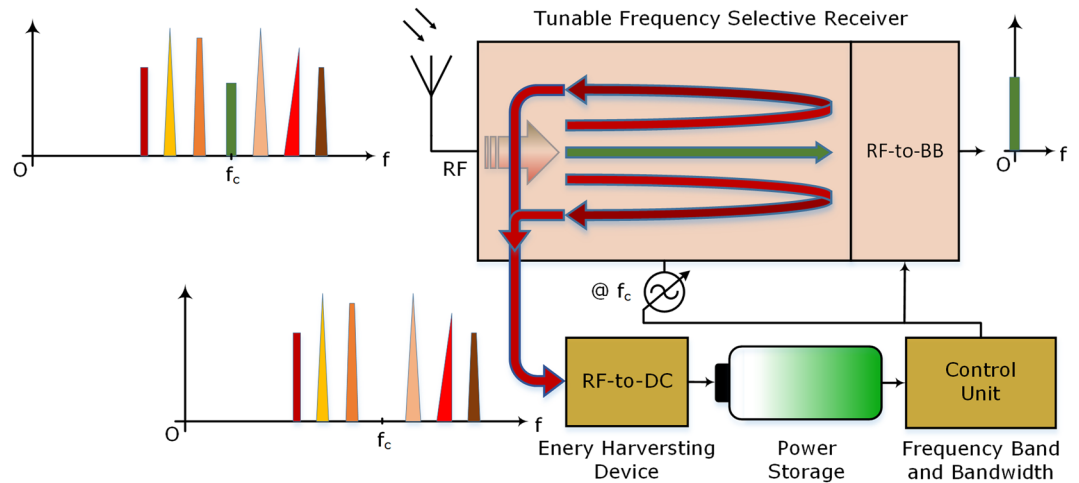 Tunable Frequency Selective Receiver
O
fc
f
RF
RF-to-BB
O
f
@ fc
O
fc
f
RF-to-DC
Control
Unit
Enery Harversting
Device
Power
Storage
Frequency Band
and Bandwidth